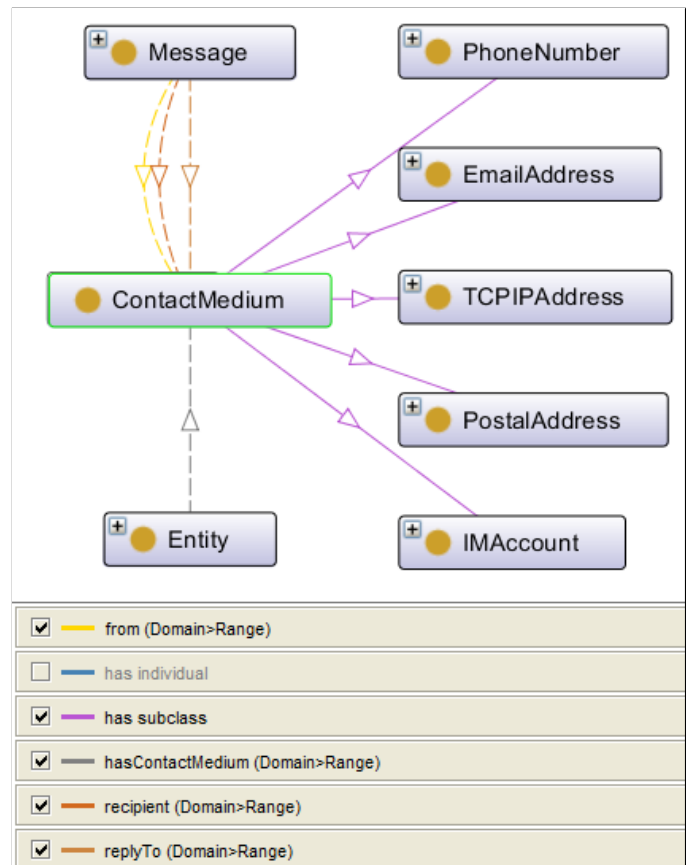 Message
PhoneNumber
EmailAddress
ContactMedium
TCPIPAddress
PostalAddress
Entity
IMAccount
from (Domain>Range)
has individual
has subclass
hasContactMedium (Domain>Range)
recipient (Domain>Range)
replyTo (Domain>Range)